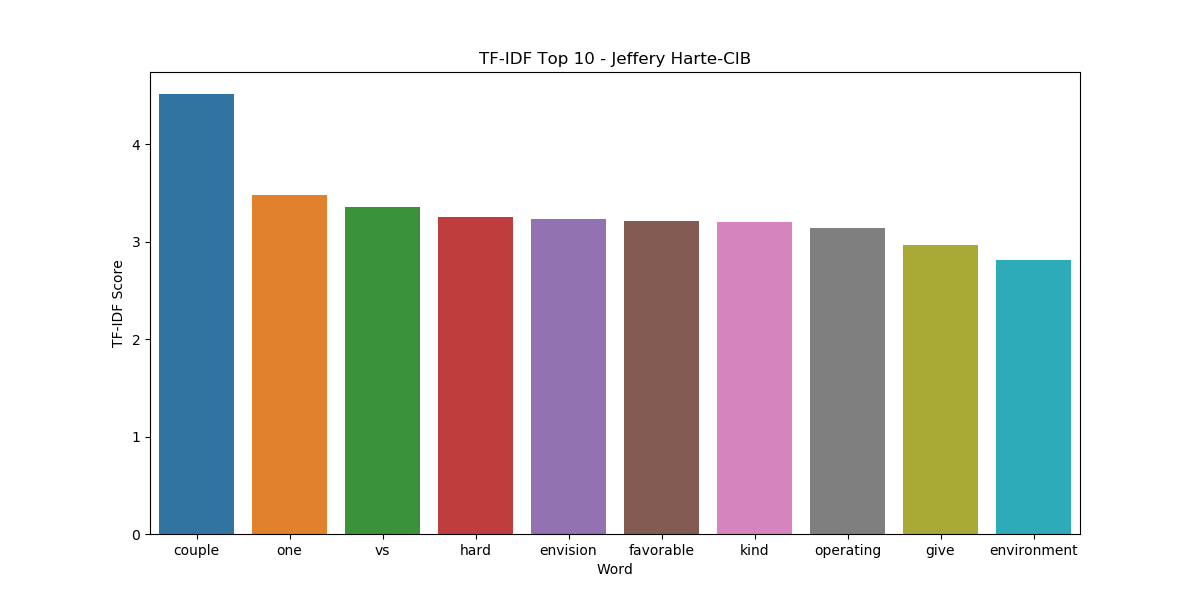 TF-IDF Top 10 - Jeffery Harte-CIB
TF-IDF Score
4
3
2
1
0
couple one vs hard envision favorable kind operating give environment
Word